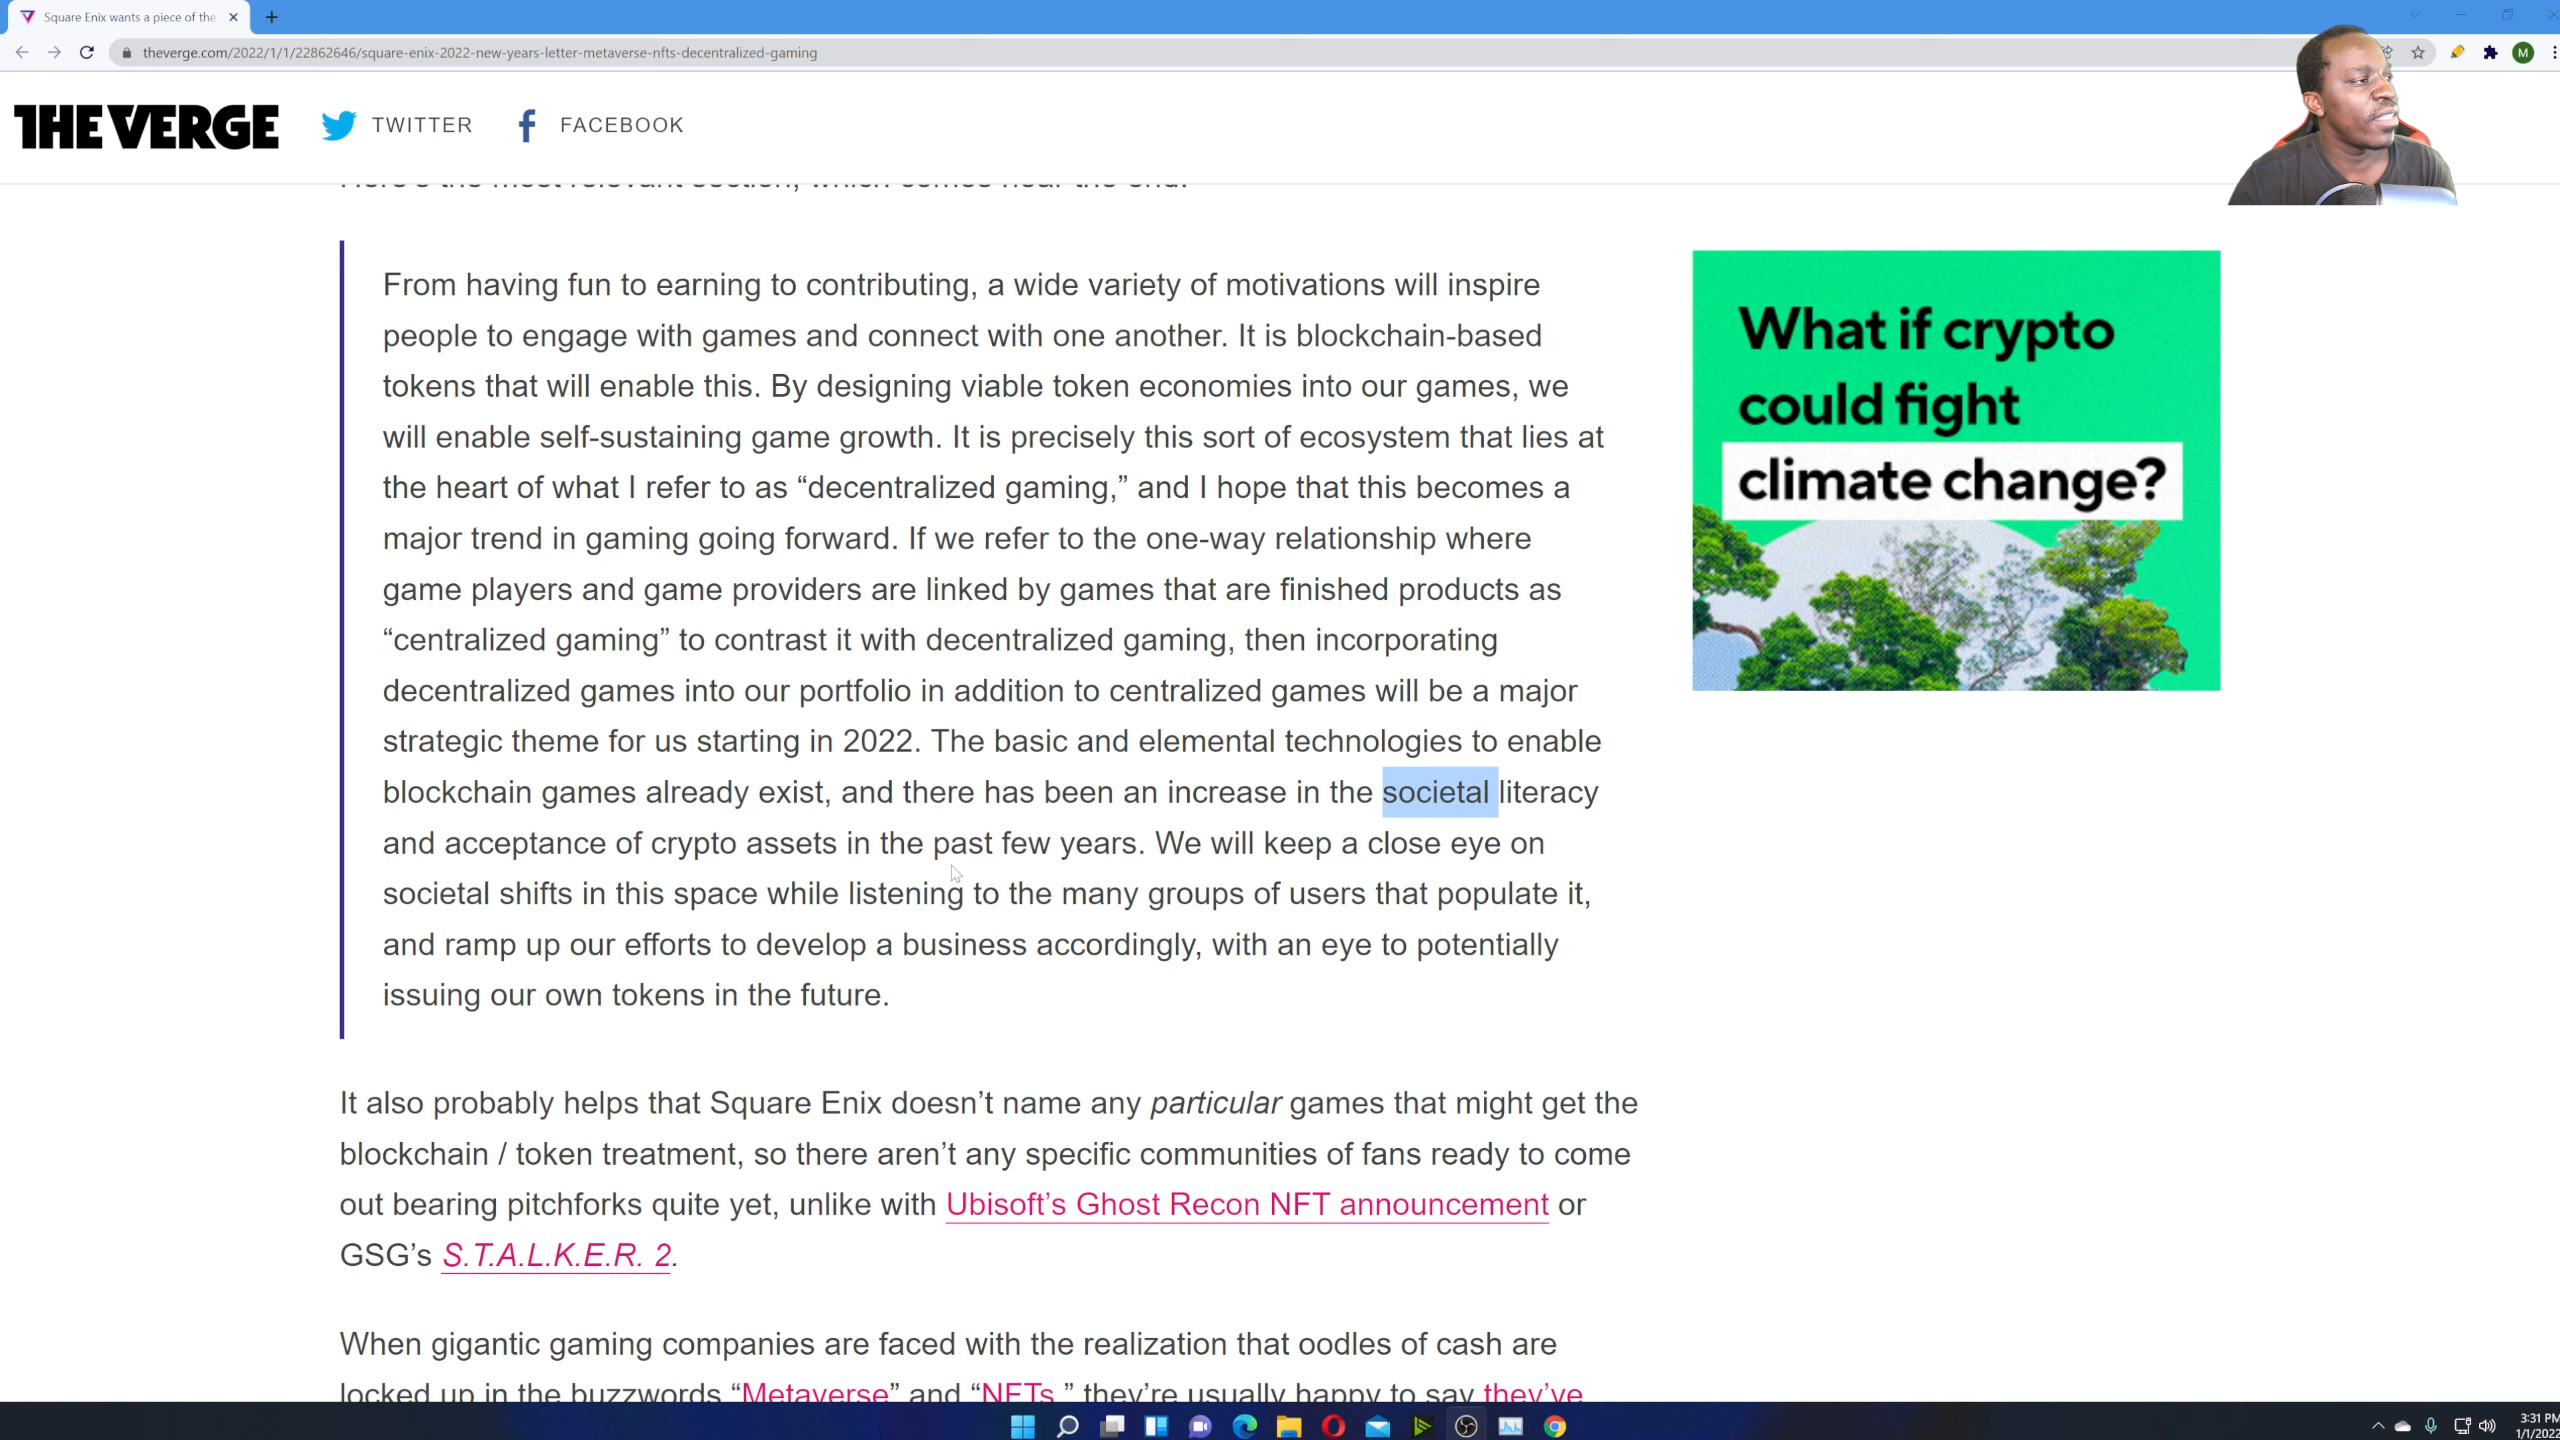 Square Enix wants a piece of the
theverge.com/2022/1/1/22862646/square-enix-2022-new-years-letter-metaverse-nfts-decentralized-gaming
M
THE VERGE
TWITTER
FACEBOOK
Here's the most relevant section, which comes near the end:
From having fun to earning to contributing, a wide variety of motivations will inspire
people to engage with games and connect with one another. It is blockchain-based
tokens that will enable this. By designing viable token economies into our games, we
will enable self-sustaining game growth. It is precisely this sort of ecosystem that lies at
the heart of what I refer to as “decentralized gaming,” and I hope that this becomes a
major trend in gaming going forward. If we refer to the one-way relationship where
game players and game providers are linked by games that are finished products as
“centralized gaming” to contrast it with decentralized gaming, then incorporating
decentralized games into our portfolio in addition to centralized games will be a major
strategic theme for us starting in 2022. The basic and elemental technologies to enable
blockchain games already exist, and there has been an increase in the societal literacy
and acceptance of crypto assets in the past few years. We will keep a close eye on
societal shifts in this space while listening to the many groups of users that populate it,
and ramp up our efforts to develop a business accordingly, with an eye to potentially
issuing our own tokens in the future.
What if crypto
could fight
climate change?
It also probably helps that Square Enix doesn’t name any particular games that might get the
blockchain / token treatment, so there aren’t any specific communities of fans ready to come
out bearing pitchforks quite yet, unlike with Ubisoft’s Ghost Recon NFT announcement or
GSG’s S.T.A.L.K.E.R. 2.
When gigantic gaming companies are faced with the realization that oodles of cash are
locked up in the buzzwords “Metaverse” and “NFTs,” they’re usually happy to say they’ve
3:31 PM
1/1/2022